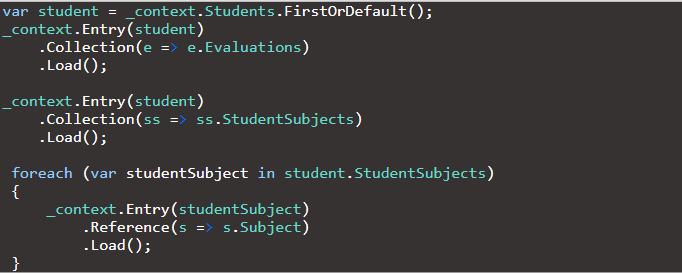 var student = _context.Students.FirstOrDefault();
_context.Entry(student)
    .Collection(e => e.Evaluations)
    .Load();

_context.Entry(student)
    .Collection(ss => ss.StudentSubjects)
    .Load();

 foreach (var studentSubject in student.StudentSubjects)
 {
     _context.Entry(studentSubject)
         .Reference(s => s.Subject)
         .Load();
 }